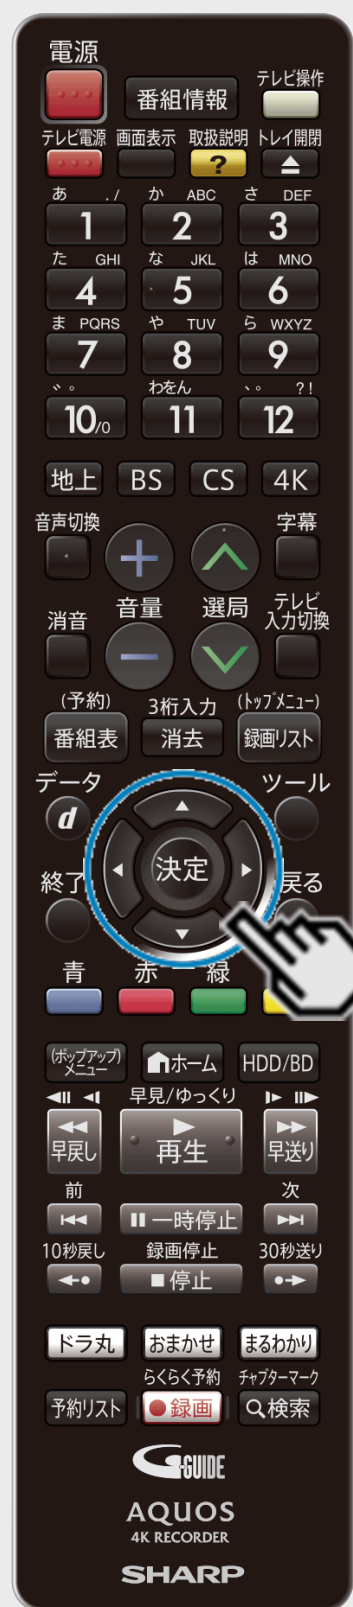 電源
番組情報
テレビ操作
テレビ電源 画面表示 取扱説明 トレイ開閉
?
あ ./ か ABC さ DEF
1 2 3
た GHI な JKL は MNO
4 5 6
ま PQRS や TUV ら WXYZ
7 8 9
゛゜ わをん 、。 ?!
10/0 11 12
地上 BS CS 4K
音声切換 字幕
+
消音 音量 選局 テレビ
入力切換
−
(予約) 3桁入力 (トップメニュー)
番組表 消去 録画リスト
データ ツール
d
決定
終了 戻る
青 赤 緑
(ポップアップ)
メニュー ホーム HDD/BD
早見/ゆっくり
早戻し 再生 早送り
前 次
一時停止
10秒戻し 録画停止 30秒送り
停止
ドラ丸 おまかせ まるわかり
らくらく予約 チャプターマーク
予約リスト 録画 検索
G-GUIDE
AQUOS
4K RECORDER
SHARP